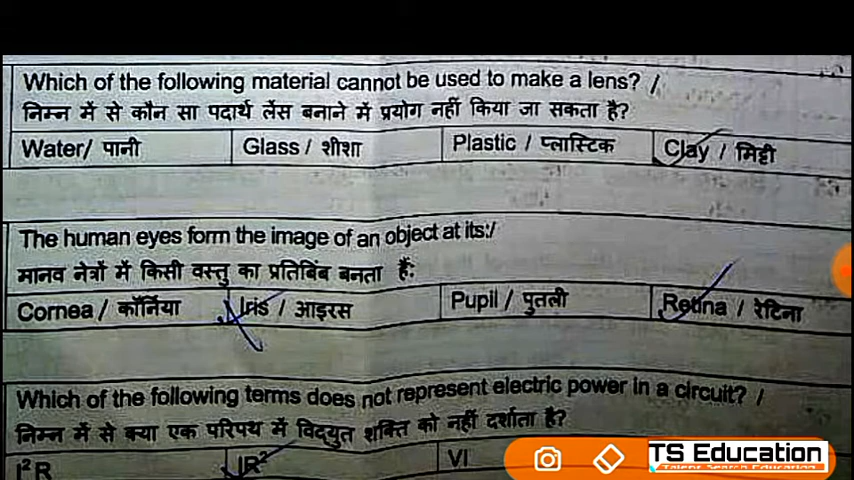 Which of the following material cannot be used to make a lens? /
निम्न में से कौन सा पदार्थ लेंस बनाने में प्रयोग नहीं किया जा सकता है?
Water/ पानी Glass / शीशा Plastic / प्लास्टिक Clay / मिट्टी
The human eyes form the image of an object at its:/
मानव नेत्रों में किसी वस्तु का प्रतिबिंब बनता हैं:
Cornea / कॉर्निया Iris / आइरस Pupil / पुतली Retina / रेटिना
Which of the following terms does not represent electric power in a circuit? /
निम्न में से क्या एक परिपथ में विद्युत शक्ति को नहीं दर्शाता है?
I²R IR² VI
TS Education
Talent Search Education